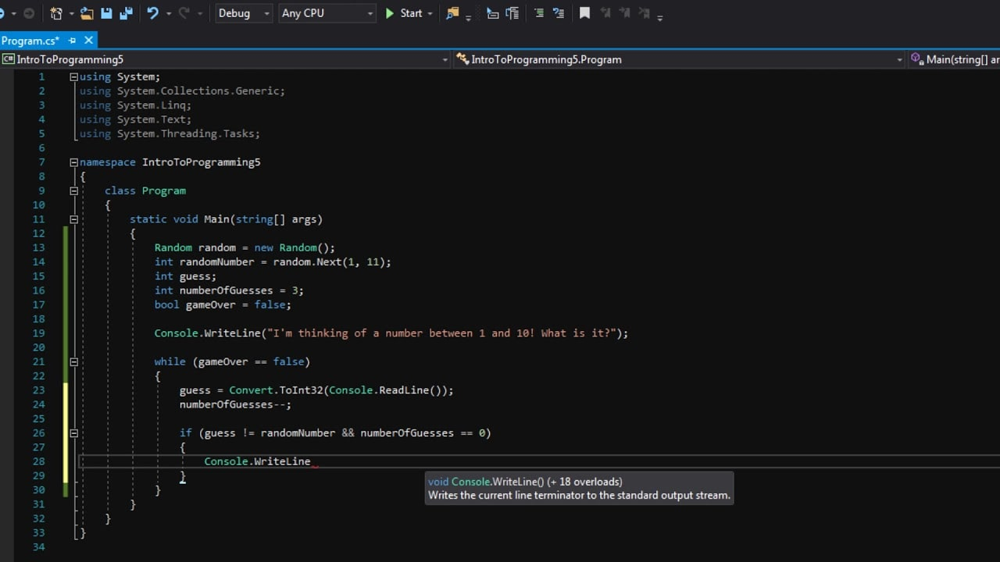 Debug Any CPU Start
Program.cs*
C# IntroToProgramming5 IntroToProgramming5.Program Main(string[] ar
1 using System;
2 using System.Collections.Generic;
3 using System.Linq;
4 using System.Text;
5 using System.Threading.Tasks;
6
7 namespace IntroToProgramming5
8 {
9 class Program
10 {
11 static void Main(string[] args)
12 {
13 Random random = new Random();
14 int randomNumber = random.Next(1, 11);
15 int guess;
16 int numberOfGuesses = 3;
17 bool gameOver = false;
18
19 Console.WriteLine("I'm thinking of a number between 1 and 10! What is it?");
20
21 while (gameOver == false)
22 {
23 guess = Convert.ToInt32(Console.ReadLine());
24 numberOfGuesses--;
25
26 if (guess != randomNumber && numberOfGuesses == 0)
27 {
28 Console.WriteLine
29 }
void Console.WriteLine() (+ 18 overloads)
Writes the current line terminator to the standard output stream.
30 }
31 }
32 }
33 }
34